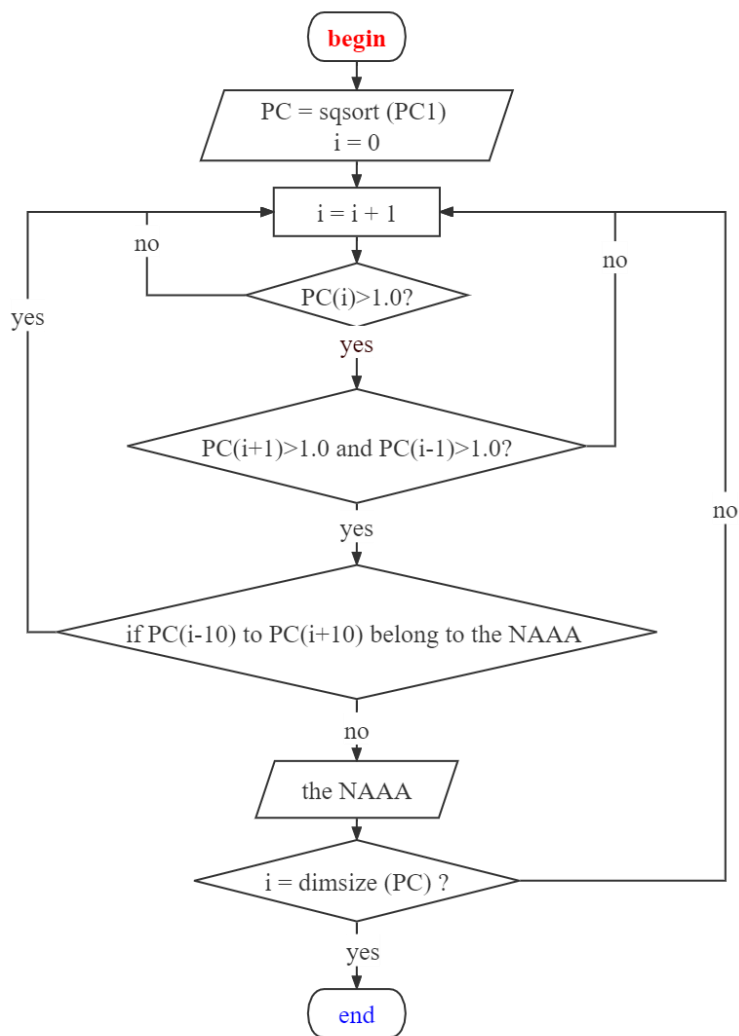 begin
PC = sqsort (PC1)
i = 0
i = i + 1
no
no
PC(i)>1.0?
yes
yes
PC(i+1)>1.0 and PC(i-1)>1.0?
no
yes
if PC(i-10) to PC(i+10) belong to the NAAA
no
the NAAA
i = dimsize (PC) ?
yes
end